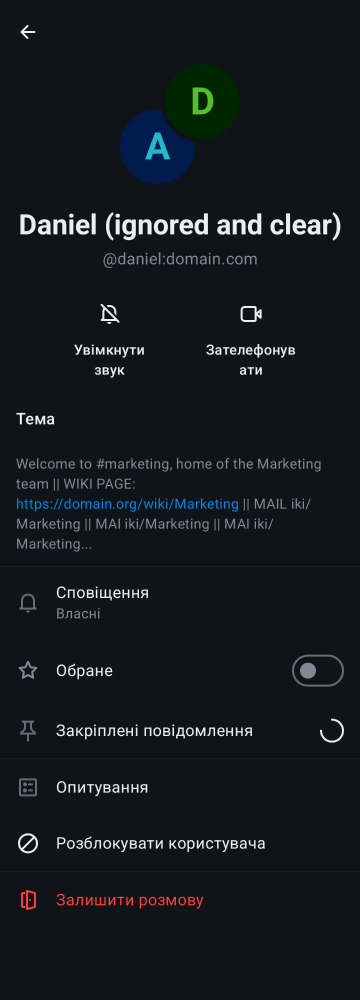 D
A
Daniel (ignored and clear)
@daniel:domain.com
Увімкнути
звук
Зателефонув
ати
Тема
Welcome to #marketing, home of the Marketing
team || WIKI PAGE:
https://domain.org/wiki/Marketing || MAIL iki/
Marketing || MAI iki/Marketing || MAI iki/
Marketing...
Сповіщення
Власні
Обране
Закріплені повідомлення
Опитування
Розблокувати користувача
Залишити розмову